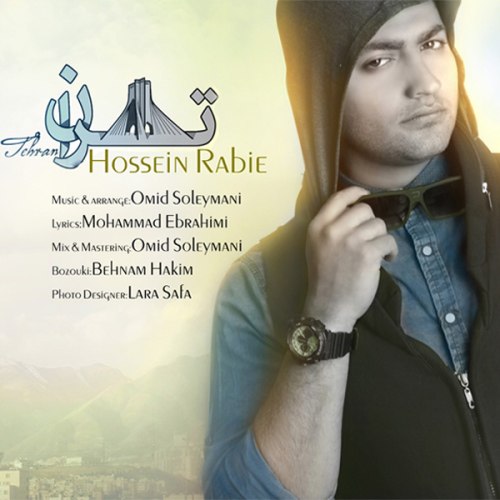 تهران
Tehran
Hossein Rabie
Music & arrange:Omid Soleymani
Lyrics:Mohammad Ebrahimi
Mix & Mastering:Omid Soleymani
Bozouki:Behnam Hakim
Photo Designer:Lara Safa